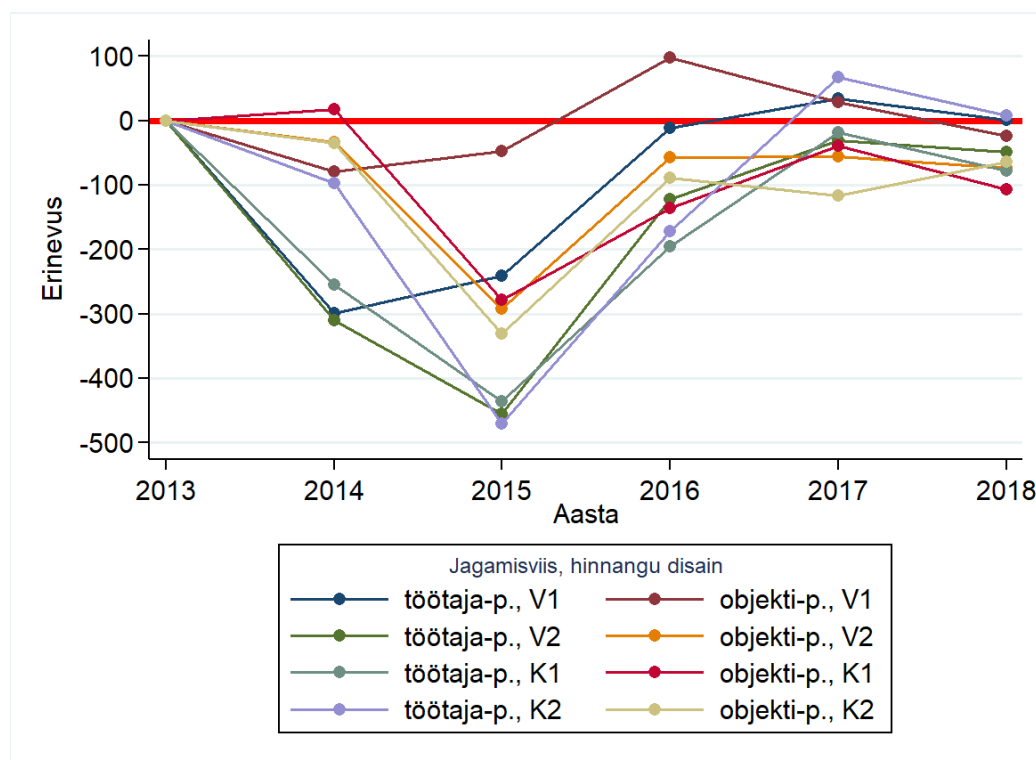 100
0
-100
-200
-300
-400
-500
Erinevus
2013 2014 2015 2016 2017 2018
Aasta
Jagamisviis, hinnangu disain
töötaja-p., V1 objekti-p., V1
töötaja-p., V2 objekti-p., V2
töötaja-p., K1 objekti-p., K1
töötaja-p., K2 objekti-p., K2